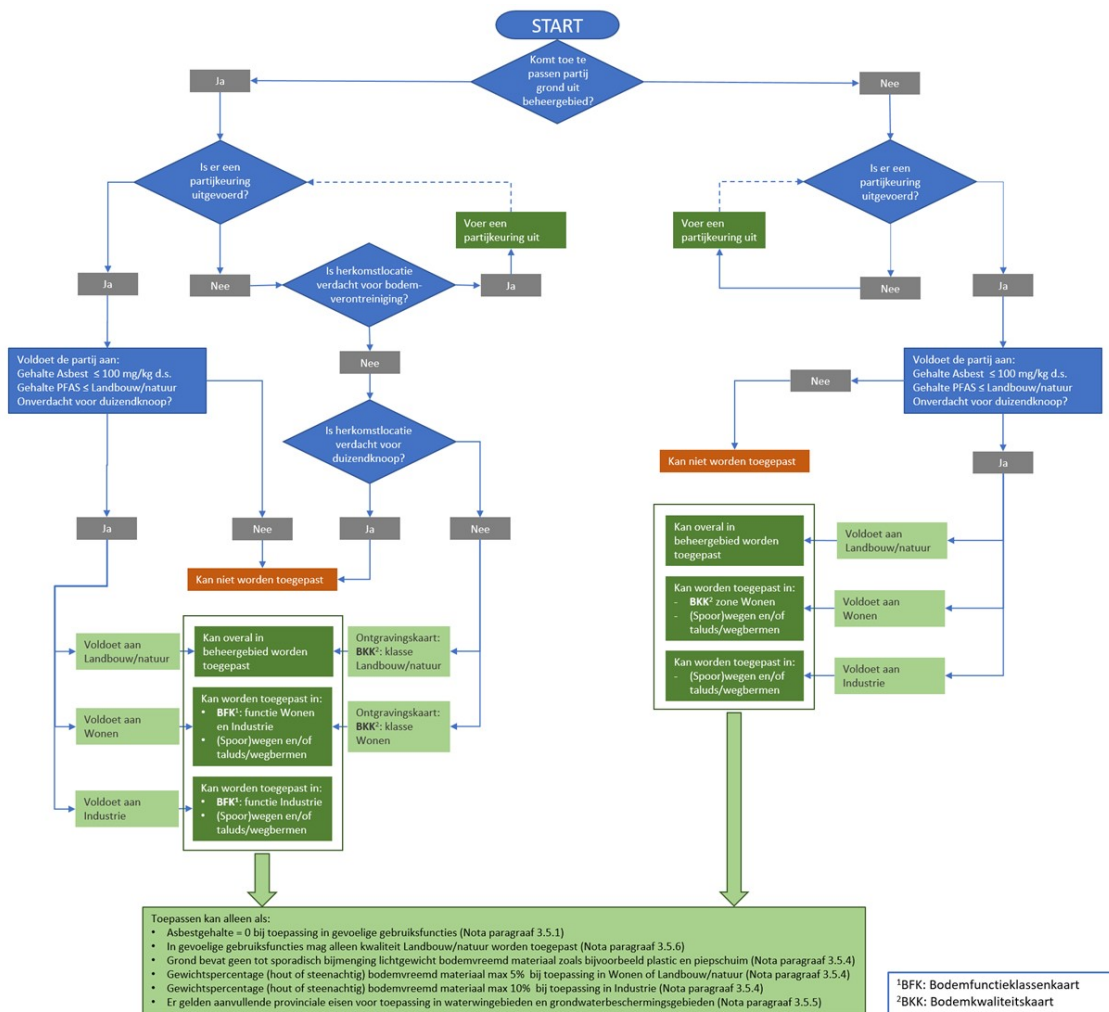 START
Komt toe te
passen partij
grond uit
beheergebied?
Ja
Nee
Is er een
partijkeuring
uitgevoerd?
Is er een
partijkeuring
uitgevoerd?
Voer een
partijkeuring uit
Voer een
partijkeuring uit
Ja
Nee
Is herkomstlocatie
verdacht voor bodem-
verontreiniging?
Ja
Nee
Ja
Nee
Voldoet de partij aan:
Gehalte Asbest ≤ 100 mg/kg d.s.
Gehalte PFAS ≤ Landbouw/natuur
Onverdacht voor duizendknoop?
Nee
Voldoet de partij aan:
Gehalte Asbest ≤ 100 mg/kg d.s.
Gehalte PFAS ≤ Landbouw/natuur
Onverdacht voor duizendknoop?
Is herkomstlocatie
verdacht voor
duizendknoop?
Kan niet worden toegepast
Ja
Ja
Nee
Ja
Nee
Kan niet worden toegepast
Kan overal in
beheergebied worden
toegepast
Voldoet aan
Landbouw/natuur
Kan worden toegepast in:
- BKK² zone Wonen
- (Spoor)wegen en/of
taluds/wegbermen
Voldoet aan
Wonen
Kan worden toegepast in:
- (Spoor)wegen en/of
taluds/wegbermen
Voldoet aan
Industrie
Voldoet aan
Landbouw/natuur
Kan overal in
beheergebied worden
toegepast
Ontgravingskaart:
BKK²: klasse
Landbouw/natuur
Voldoet aan
Wonen
Kan worden toegepast in:
• BFK¹: functie Wonen
en Industrie
• (Spoor)wegen en/of
taluds/wegbermen
Ontgravingskaart:
BKK²: klasse
Wonen
Voldoet aan
Industrie
Kan worden toegepast in:
• BFK¹: functie Industrie
• (Spoor)wegen en/of
taluds/wegbermen
Toepassen kan alleen als:
• Asbestgehalte = 0 bij toepassing in gevoelige gebruiksfuncties (Nota paragraaf 3.5.1)
• In gevoelige gebruiksfuncties mag alleen kwaliteit Landbouw/natuur worden toegepast (Nota paragraaf 3.5.6)
• Grond bevat geen tot sporadisch bijmenging lichtgewicht bodemvreemd materiaal zoals bijvoorbeeld plastic en piepschuim (Nota paragraaf 3.5.4)
• Gewichtspercentage (hout of steenachtig) bodemvreemd materiaal max 5% bij toepassing in Wonen of Landbouw/natuur (Nota paragraaf 3.5.4)
• Gewichtspercentage (hout of steenachtig) bodemvreemd materiaal max 10% bij toepassing in Industrie (Nota paragraaf 3.5.4)
• Er gelden aanvullende provinciale eisen voor toepassing in waterwingebieden en grondwaterbeschermingsgebieden (Nota paragraaf 3.5.5)
¹BFK: Bodemfunctieklassenkaart
²BKK: Bodemkwaliteitskaart